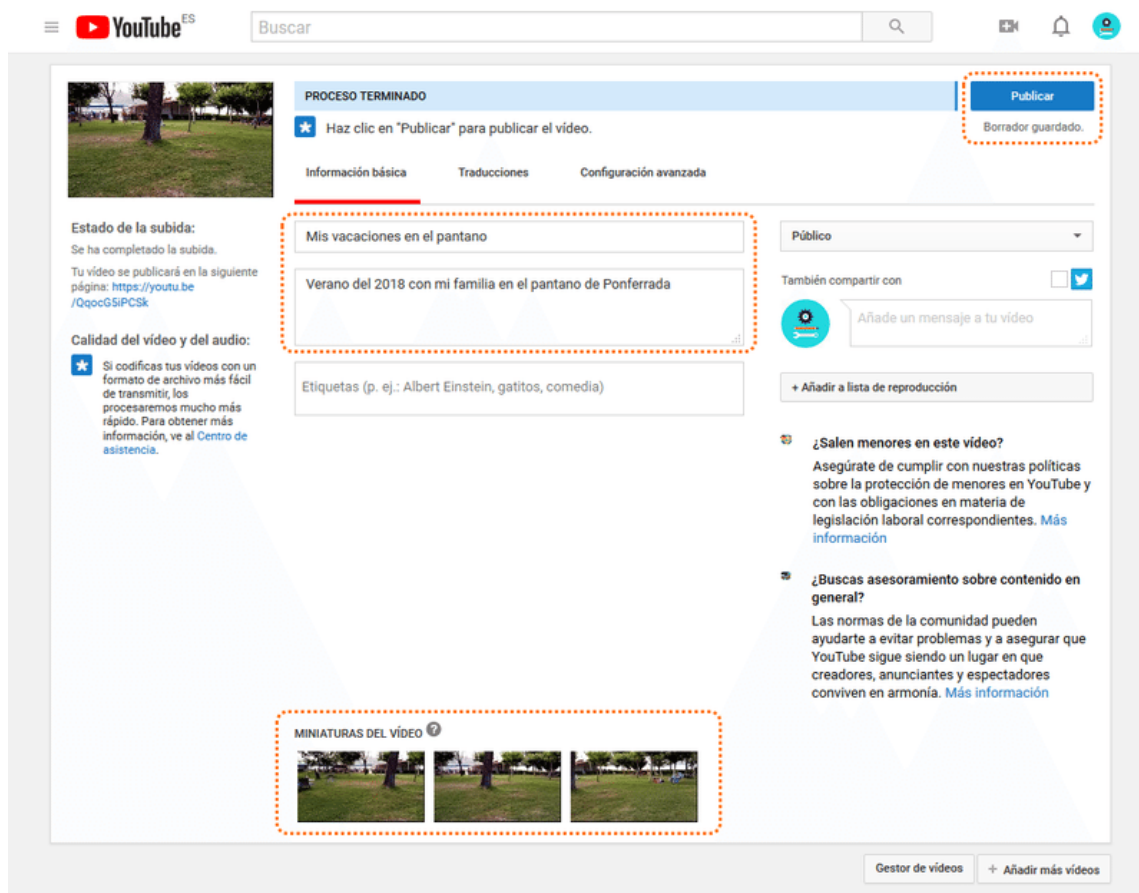 YouTube ES
Buscar
PROCESO TERMINADO
Publicar
Haz clic en "Publicar" para publicar el vídeo.
Borrador guardado.
Información básica
Traducciones
Configuración avanzada
Estado de la subida:
Se ha completado la subida.
Tu vídeo se publicará en la siguiente
página: https://youtu.be
/QqocG5iPCSk
Calidad del vídeo y del audio:
Si codificas tus vídeos con un
formato de archivo más fácil
de transmitir, los
procesaremos mucho más
rápido. Para obtener más
información, ve al Centro de
asistencia.
Mis vacaciones en el pantano
Verano del 2018 con mi familia en el pantano de Ponferrada
Etiquetas (p. ej.: Albert Einstein, gatitos, comedia)
Público
También compartir con
Añade un mensaje a tu vídeo
+ Añadir a lista de reproducción
¿Salen menores en este vídeo?
Asegúrate de cumplir con nuestras políticas
sobre la protección de menores en YouTube y
con las obligaciones en materia de
legislación laboral correspondientes. Más
información
¿Buscas asesoramiento sobre contenido en
general?
Las normas de la comunidad pueden
ayudarte a evitar problemas y a asegurar que
YouTube sigue siendo un lugar en que
creadores, anunciantes y espectadores
conviven en armonía. Más información
MINIATURAS DEL VÍDEO ?
Gestor de vídeos
+ Añadir más vídeos